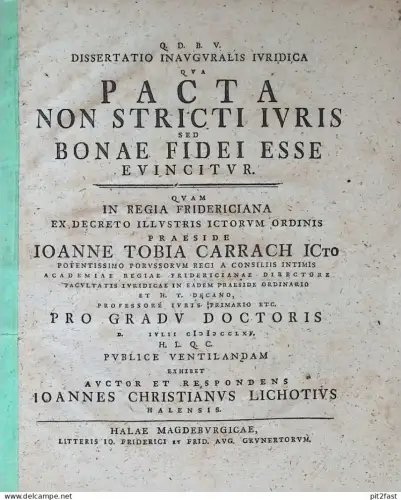 Q. D. B. V.
DISSERTATIO INAVGVRALIS IVRIDICA
QVA
PACTA
NON STRICTI IVRIS
SED
BONAE FIDEI ESSE
EVINCITVR.
QVAM
IN REGIA FRIDERICIANA
EX DECRETO ILLVSTRIS ICTORVM ORDINIS
PRAESIDE
IOANNE TOBIA CARRACH ICTO
POTENTISSIMO PORVSSORVM REGI A CONSILIIS INTIMIS
ACADEMIAE REGIAE FRIDERICIANAE DIRECTORE
FACVLTATIS IVRIDICAE IN EADEM PRAESIDE ORDINARIO
ET H. T. DECANO,
PROFESSORE IVRIS PRIMARIO ETC.
PRO GRADV DOCTORIS
D. IVLII
H. L. Q. C.
PVBLICE VENTILANDAM
EXHIBET
AVCTOR ET RESPONDENS
IOANNES CHRISTIANVS LICHOTIVS
HALENSIS.
HALAE MAGDEBVRGICAE,
LITTERIS IO. FRIDERICI ET FRID. AVG. GRVNERTORVM.
pit2fast